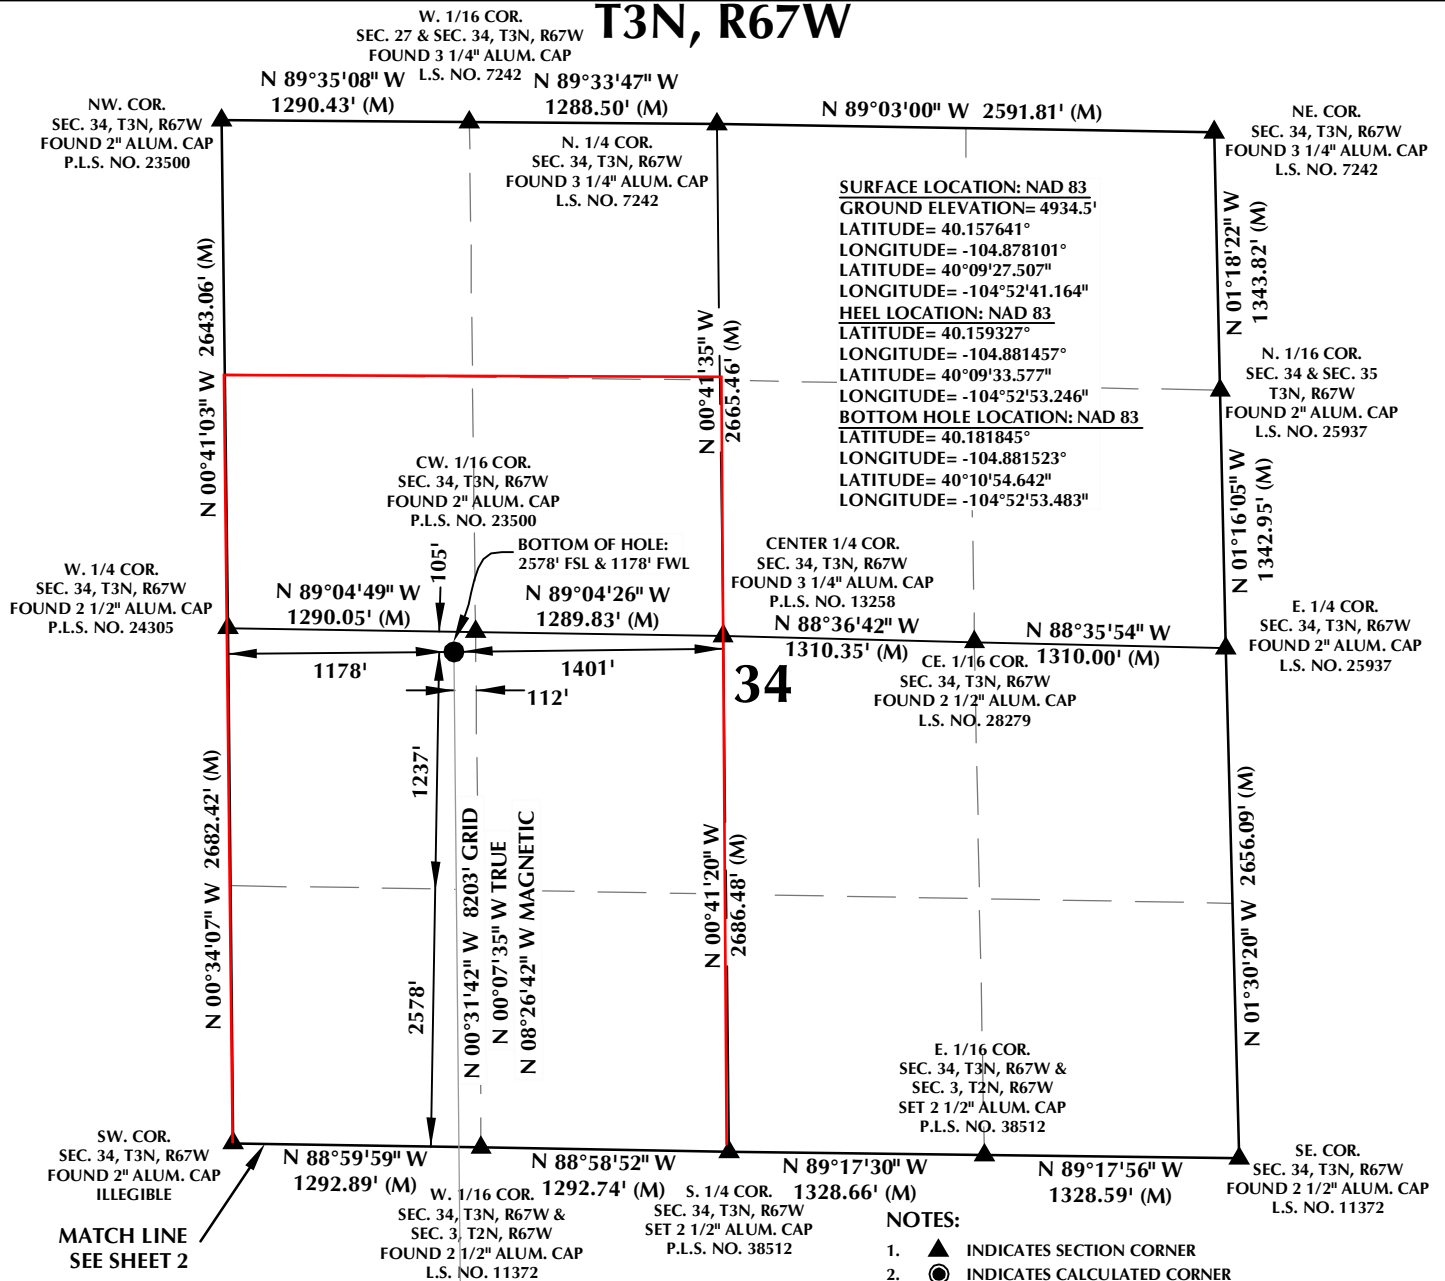 T3N, R67W
W. 1/16 COR.
SEC. 27 & SEC. 34, T3N, R67W
FOUND 3 1/4" ALUM. CAP
L.S. NO. 7242
N 89°35'08" W
1290.43' (M)
N 89°33'47" W
1288.50' (M)
N 89°03'00" W 2591.81' (M)
NW. COR.
SEC. 34, T3N, R67W
FOUND 2" ALUM. CAP
P.L.S. NO. 23500
N. 1/4 COR.
SEC. 34, T3N, R67W
FOUND 3 1/4" ALUM. CAP
L.S. NO. 7242
NE. COR.
SEC. 34, T3N, R67W
FOUND 3 1/4" ALUM. CAP
L.S. NO. 7242
SURFACE LOCATION: NAD 83
GROUND ELEVATION= 4934.5'
LATITUDE= 40.157641°
LONGITUDE= -104.878101°
LATITUDE= 40°09'27.507"
LONGITUDE= -104°52'41.164"
HEEL LOCATION: NAD 83
LATITUDE= 40.159327°
LONGITUDE= -104.881457°
LATITUDE= 40°09'33.577"
LONGITUDE= -104°52'53.246"
BOTTOM HOLE LOCATION: NAD 83
LATITUDE= 40.181845°
LONGITUDE= -104.881523°
LATITUDE= 40°10'54.642"
LONGITUDE= -104°52'53.483"
N 00°41'03" W 2643.06' (M)
N 00°41'35" W
2665.46' (M)
N 01°18'22" W
1343.82' (M)
N. 1/16 COR.
SEC. 34 & SEC. 35
T3N, R67W
FOUND 2" ALUM. CAP
L.S. NO. 25937
N 01°16'05" W
1342.95' (M)
CW. 1/16 COR.
SEC. 34, T3N, R67W
FOUND 2" ALUM. CAP
P.L.S. NO. 23500
BOTTOM OF HOLE:
2578' FSL & 1178' FWL
105'
CENTER 1/4 COR.
SEC. 34, T3N, R67W
FOUND 3 1/4" ALUM. CAP
P.L.S. NO. 13258
W. 1/4 COR.
SEC. 34, T3N, R67W
FOUND 2 1/2" ALUM. CAP
P.L.S. NO. 24305
N 89°04'49" W
1290.05' (M)
N 89°04'26" W
1289.83' (M)
N 88°36'42" W
1310.35' (M)
N 88°35'54" W
1310.00' (M)
E. 1/4 COR.
SEC. 34, T3N, R67W
FOUND 2" ALUM. CAP
L.S. NO. 25937
1178'
1401'
112'
34
CE. 1/16 COR.
SEC. 34, T3N, R67W
FOUND 2 1/2" ALUM. CAP
L.S. NO. 28279
1237'
2578'
N 00°34'07" W 2682.42' (M)
N 00°31'42" W 8203' GRID
N 00°07'35" W TRUE
N 08°26'42" W MAGNETIC
N 00°41'20" W
2686.48' (M)
N 01°30'20" W 2656.09' (M)
E. 1/16 COR.
SEC. 34, T3N, R67W &
SEC. 3, T2N, R67W
SET 2 1/2" ALUM. CAP
P.L.S. NO. 38512
SW. COR.
SEC. 34, T3N, R67W
FOUND 2" ALUM. CAP
ILLEGIBLE
MATCH LINE
SEE SHEET 2
N 88°59'59" W
1292.89' (M)
N 88°58'52" W
1292.74' (M)
N 89°17'30" W
1328.66' (M)
N 89°17'56" W
1328.59' (M)
W. 1/16 COR.
SEC. 34, T3N, R67W &
SEC. 3, T2N, R67W
FOUND 2 1/2" ALUM. CAP
L.S. NO. 11372
S. 1/4 COR.
SEC. 34, T3N, R67W
SET 2 1/2" ALUM. CAP
P.L.S. NO. 38512
SE. COR.
SEC. 34, T3N, R67W
FOUND 2 1/2" ALUM. CAP
L.S. NO. 11372
NOTES:
1. INDICATES SECTION CORNER
2. INDICATES CALCULATED CORNER